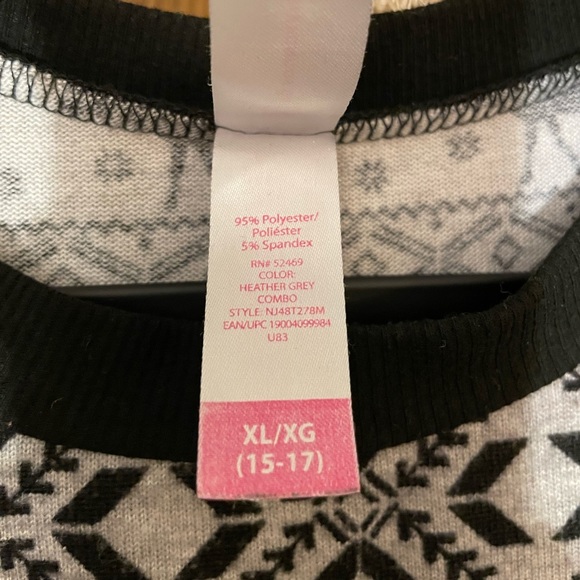 95% Polyester/
Poliéster
5% Spandex
RN# 52469
COLOR:
HEATHER GREY
COMBO
STYLE: NJ48T278M
EAN/UPC 19004099984
U83
XL/XG
(15-17)